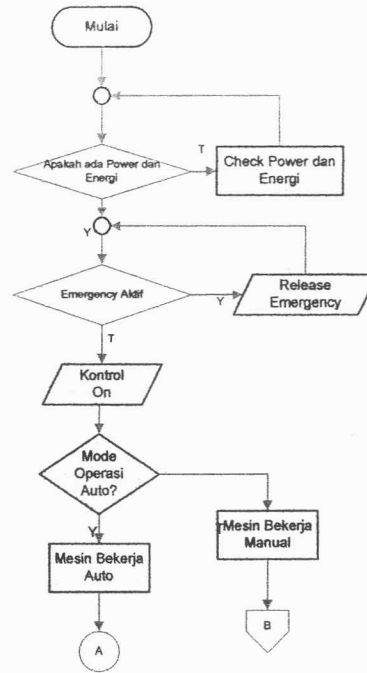 Mulai
Apakah ada Power dan
Energi
T
Check Power dan
Energi
Y
Emergency Aktif
Y
Release
Emergency
T
Kontrol
On
Mode
Operasi
Auto?
Y
Mesin Bekerja
Auto
T
Mesin Bekerja
Manual
A
B